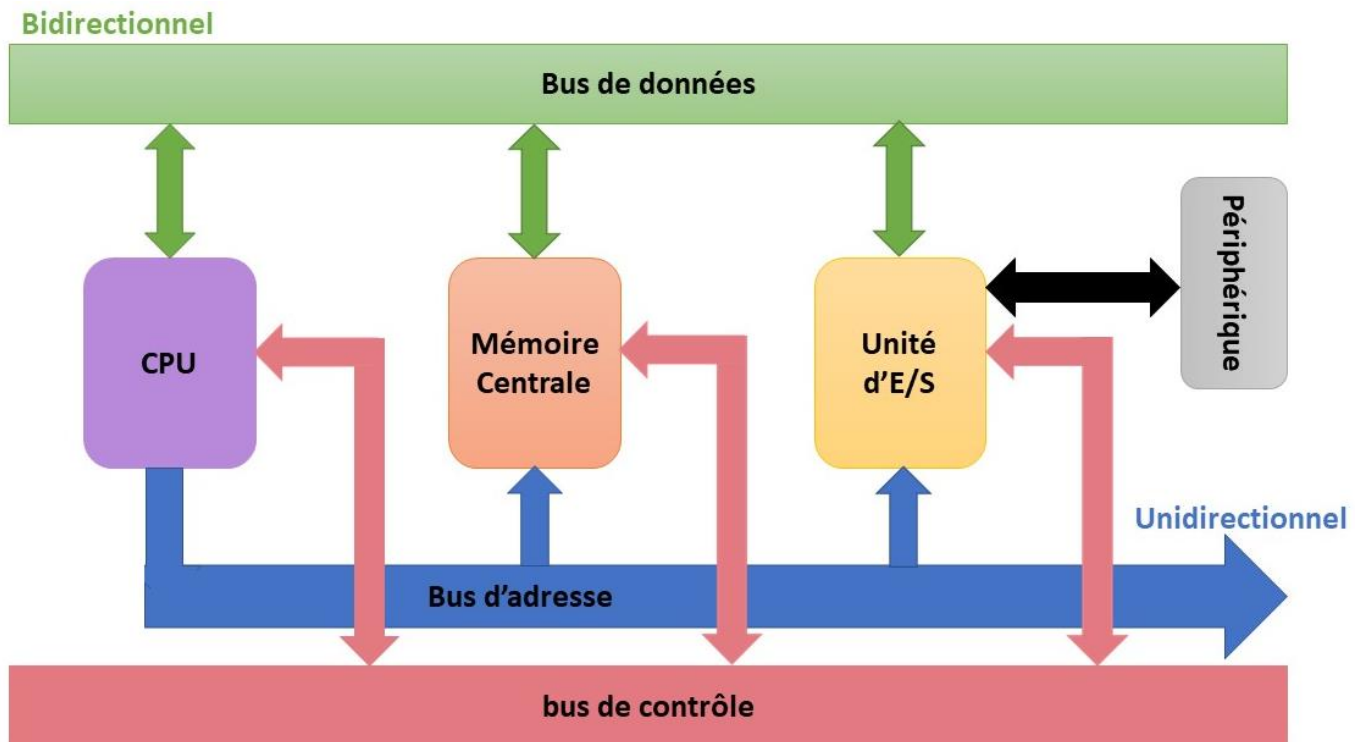 Bidirectionnel
Bus de données
Périphérique
CPU
Mémoire
Centrale
Unité
d'E/S
Unidirectionnel
Bus d'adresse
bus de contrôle